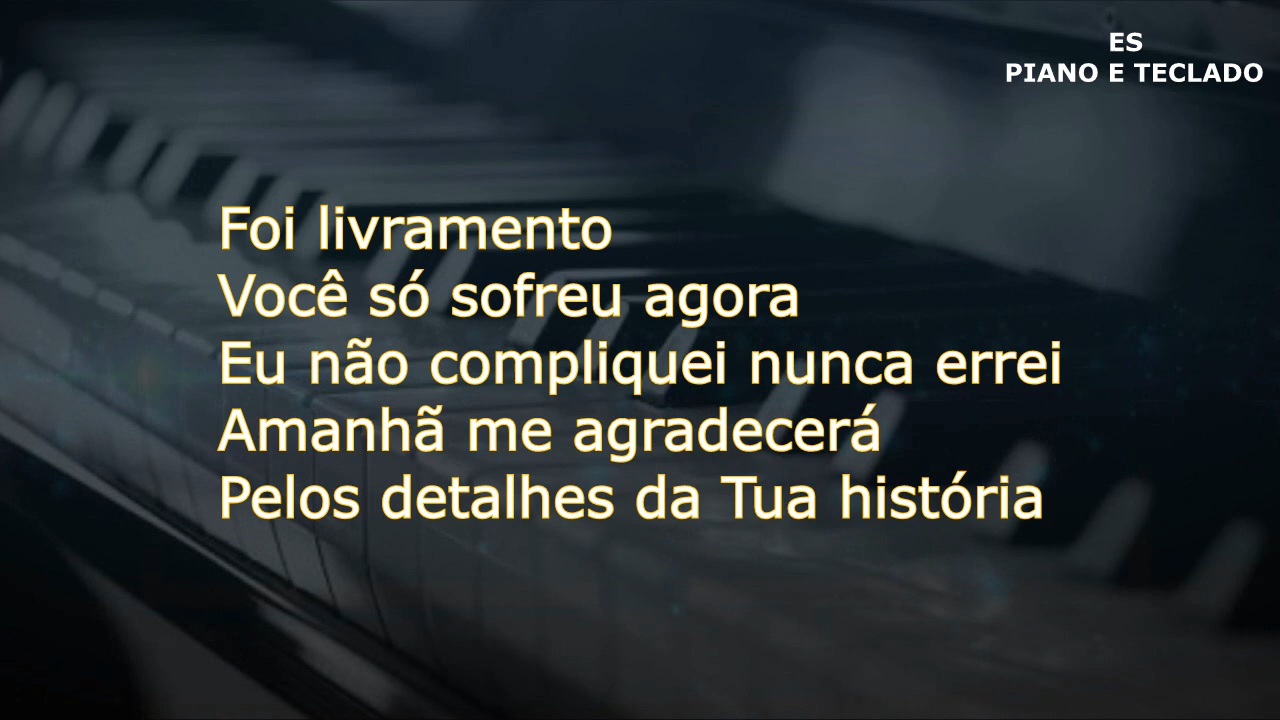 ES
PIANO E TECLADO
Foi livramento
Você só sofreu agora
Eu não compliquei nunca errei
Amanhã me agradecerá
Pelos detalhes da Tua história